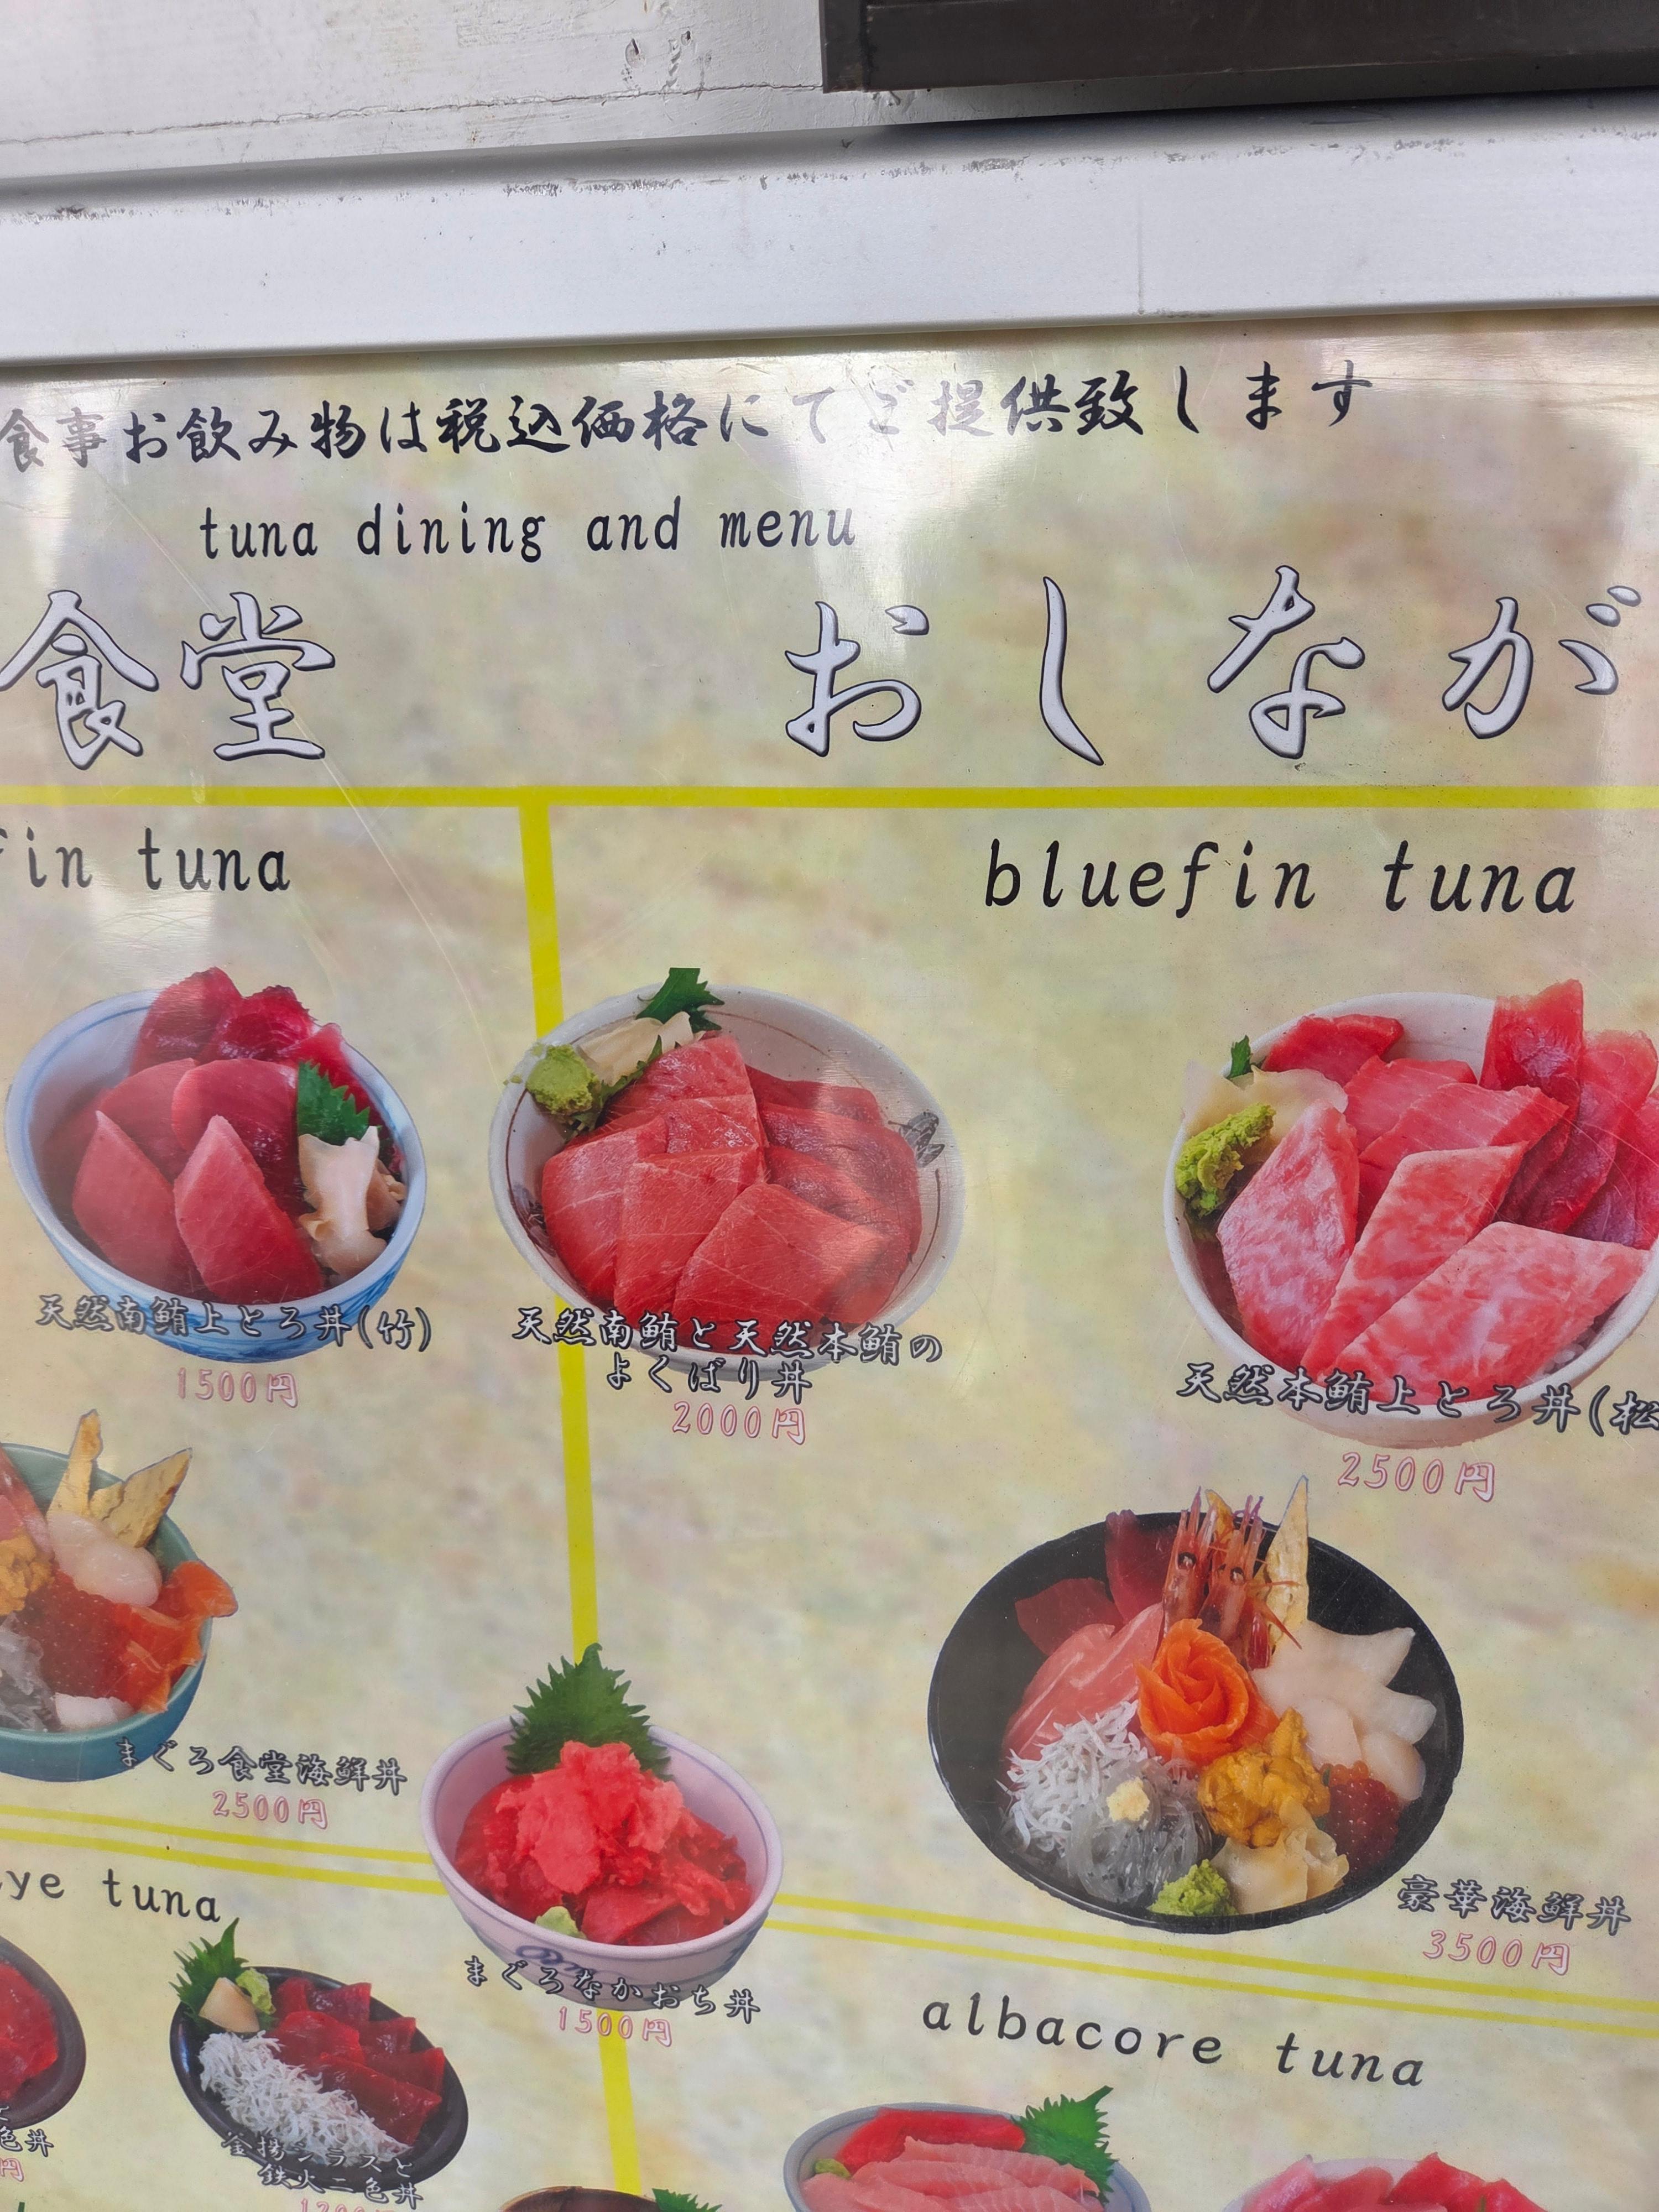 食事お飲み物は税込価格にてご提供致します
tuna dining and menu
食堂 おしなが
fin tuna
bluefin tuna
天然南鮪上とろ丼(竹)
1500円
天然南鮪と天然本鮪の
よくばり丼
2000円
天然本鮪上とろ丼(松
2500円
まぐろ食堂海鮮丼
2500円
豪華海鮮丼
3500円
まぐろなかおち丼
1500円
ye tuna
albacore tuna
色丼
円
釜揚シラスと
鉄火二色丼